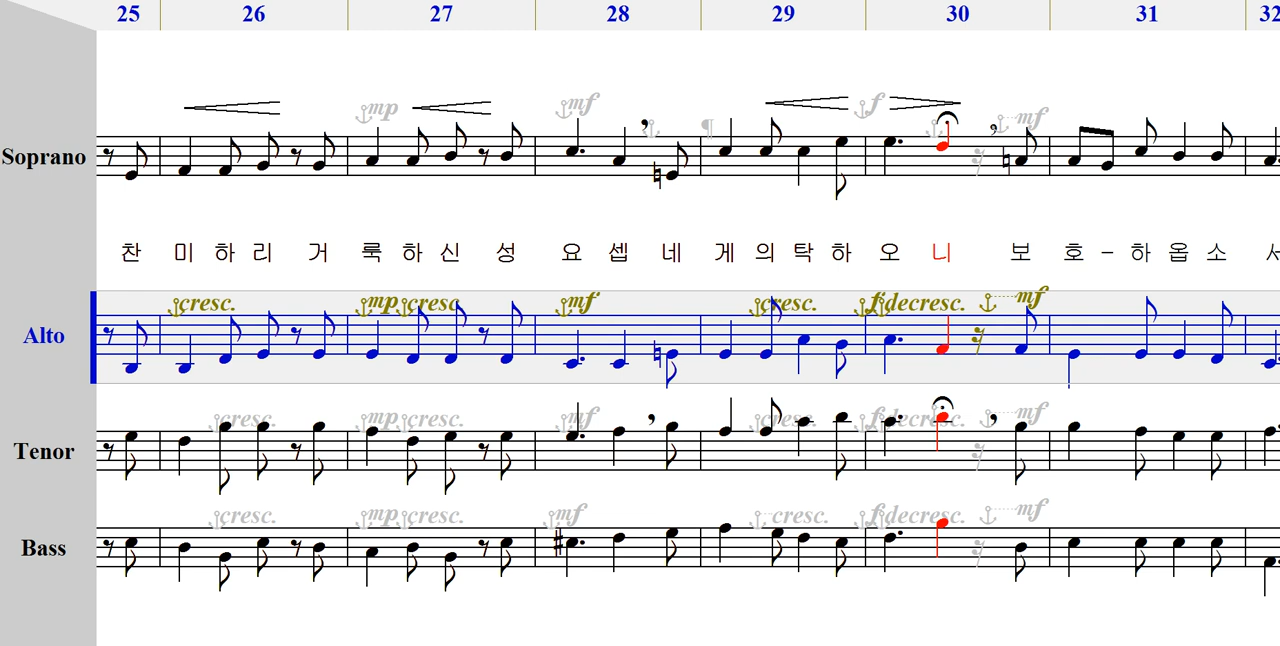 25 26 27 28 29 30 31 32
mp mf f mf
Soprano
찬 미 하 리 거 룩 하 신 성 요 셉 네 게 의 탁 하 오 니 보 호 - 하 옵 소
cresc. mp cresc. mf cresc. f decresc. mf
Alto
cresc. mp cresc. mf cresc. f decresc. mf
Tenor
cresc. mp cresc. mf cresc. f decresc. mf
Bass